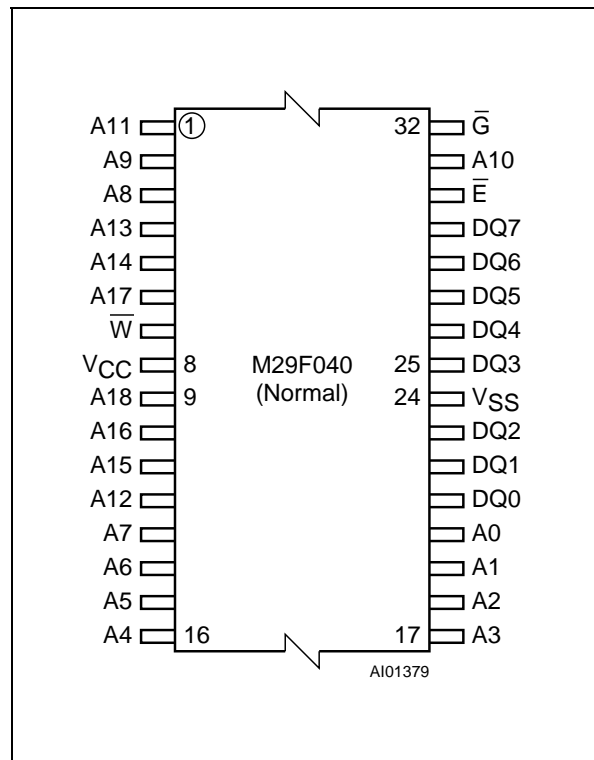 A11 1 32 G̅
A9 A10
A8 E̅
A13 DQ7
A14 DQ6
A17 DQ5
W̅ DQ4
VCC 8 M29F040 25 DQ3
A18 9 (Normal) 24 VSS
A16 DQ2
A15 DQ1
A12 DQ0
A7 A0
A6 A1
A5 A2
A4 16 17 A3
AI01379